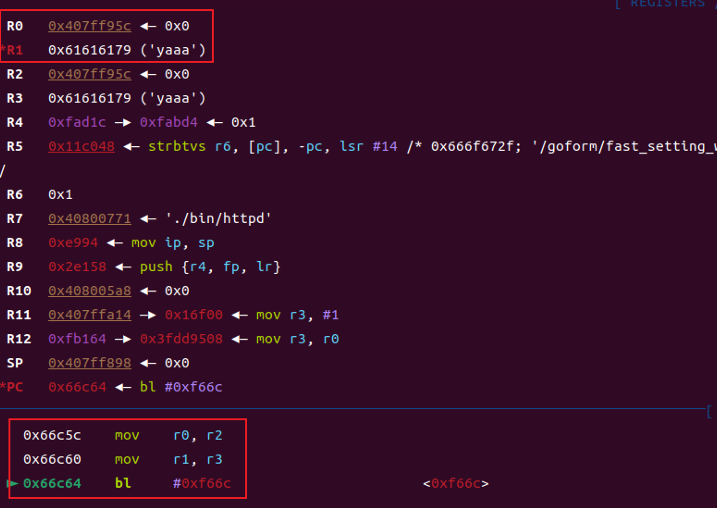 [ REGISTERS /
R0 0x407ff95c ◂— 0x0
*R1 0x61616179 ('yaaa')
R2 0x407ff95c ◂— 0x0
R3 0x61616179 ('yaaa')
R4 0xfad1c —▸ 0xfabd4 ◂— 0x1
R5 0x11c048 ◂— strbtvs r6, [pc], -pc, lsr #14 /* 0x666f672f; '/goform/fast_setting_w
/
R6 0x1
R7 0x40800771 ◂— './bin/httpd'
R8 0xe994 ◂— mov ip, sp
R9 0x2e158 ◂— push {r4, fp, lr}
R10 0x408005a8 ◂— 0x0
R11 0x407ffa14 —▸ 0x16f00 ◂— mov r3, #1
R12 0xfb164 —▸ 0x3fdd9508 ◂— mov r3, r0
SP 0x407ff898 ◂— 0x0
*PC 0x66c64 ◂— bl #0xf66c
[
0x66c5c mov r0, r2
0x66c60 mov r1, r3
► 0x66c64 bl #0xf66c <0xf66c>